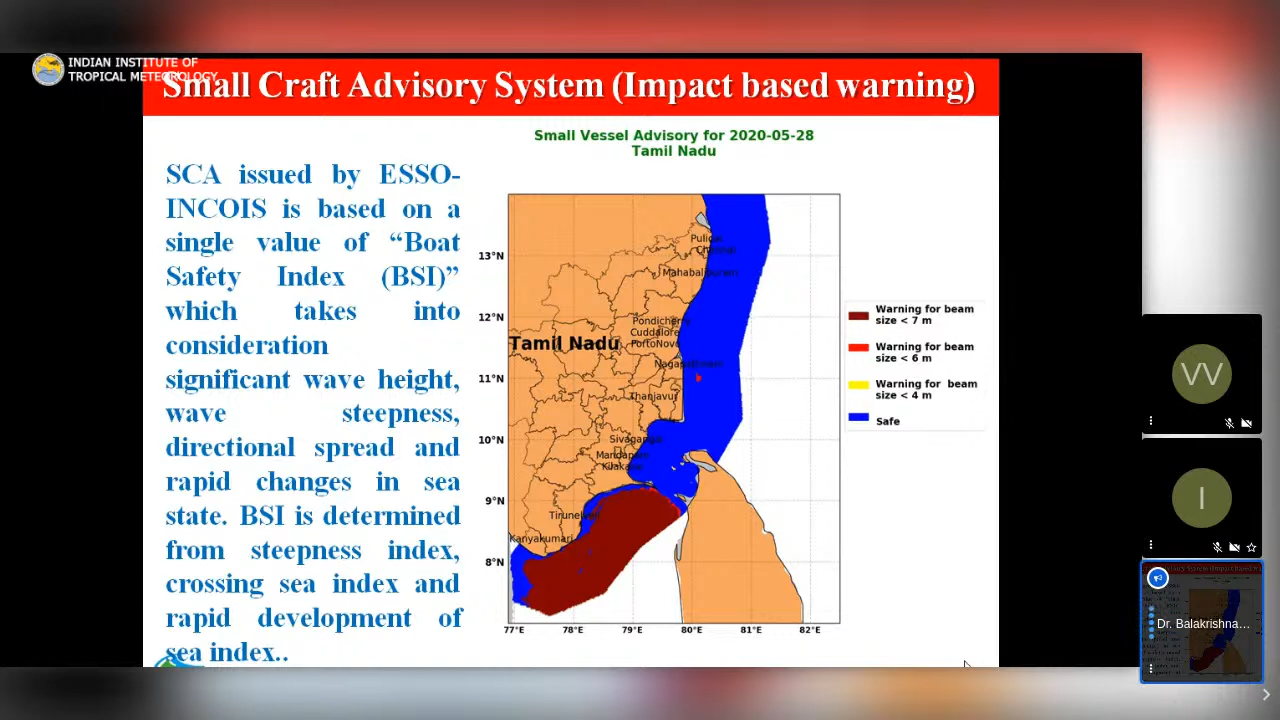 INDIAN INSTITUTE OF
TROPICAL METEOROLOGY
Small Craft Advisory System (Impact based warning)
SCA issued by ESSO-
INCOIS is based on a
single value of “Boat
Safety Index (BSI)”
which takes into
consideration
significant wave height,
wave steepness,
directional spread and
rapid changes in sea
state. BSI is determined
from steepness index,
crossing sea index and
rapid development of
sea index..
Small Vessel Advisory for 2020-05-28
Tamil Nadu
13°N
12°N
11°N
10°N
9°N
8°N
77°E 78°E 79°E 80°E 81°E 82°E
Pulicat
Chennai
Mahabalipuram
Pondicherry
Cuddalore
PortoNovo
Tamil Nadu
Nagapattinam
Thanjavur
Sivaganga
Mandapam
Kilakarai
Tirunelveli
Kanyakumari
Warning for beam
size < 7 m
Warning for beam
size < 6 m
Warning for beam
size < 4 m
Safe
VV
I
Dr. Balakrishna...